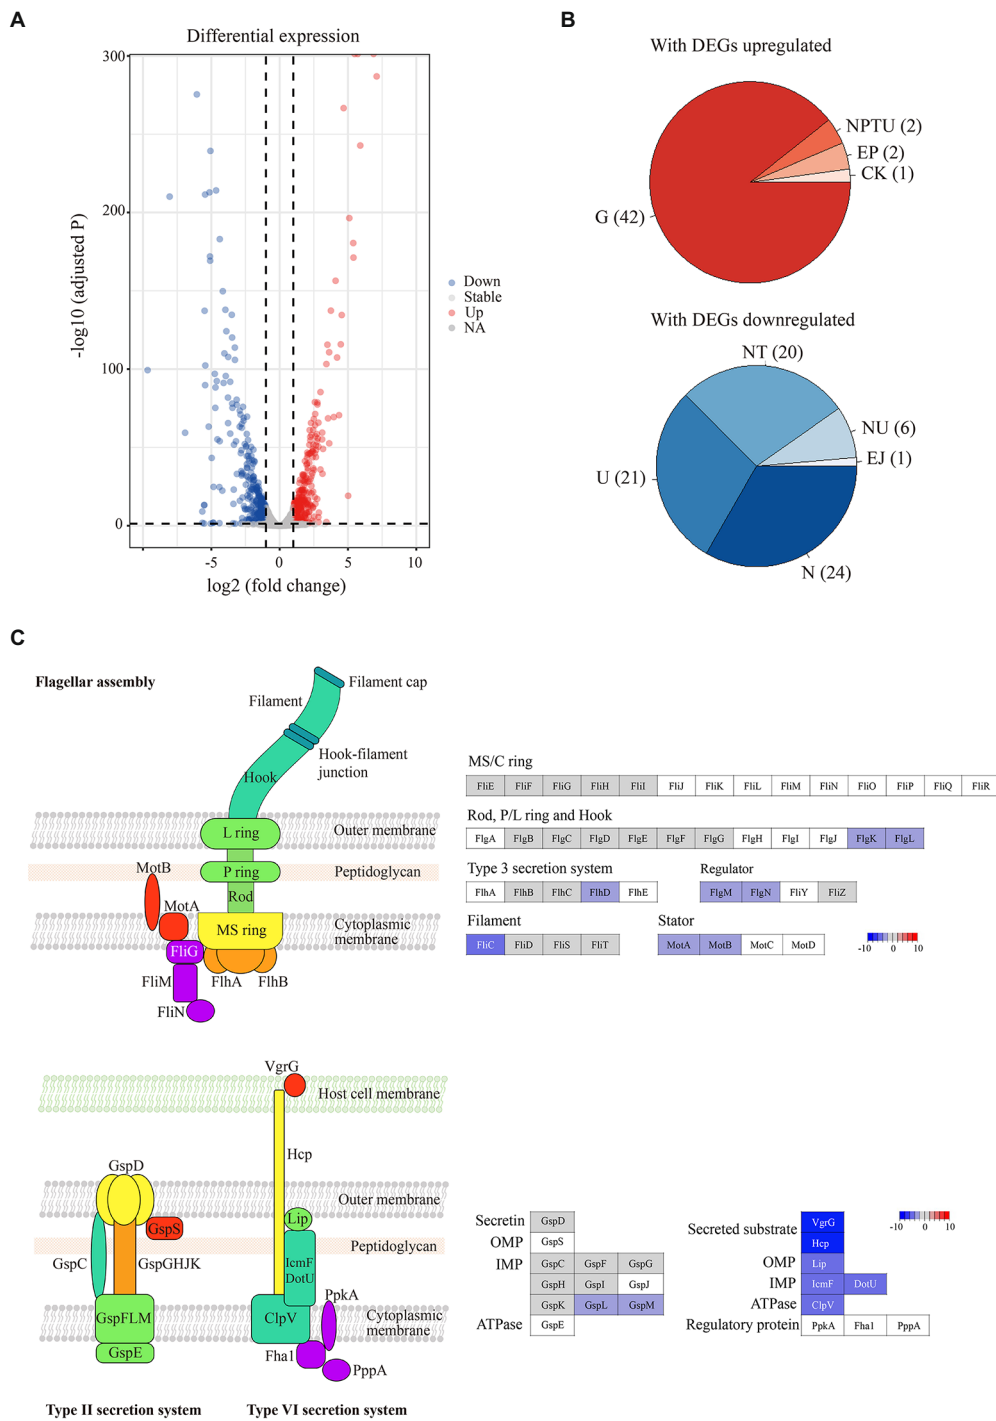 A
Differential expression
300
200
100
0
-log10 (adjusted P)
-5
0
5
10
log2 (fold change)
Down
Stable
Up
NA
B
With DEGs upregulated
NPTU (2)
EP (2)
CK (1)
G (42)
With DEGs downregulated
NT (20)
NU (6)
EJ (1)
U (21)
N (24)
C
Flagellar assembly
Filament cap
Filament
Hook-filament
junction
Hook
L ring
Outer membrane
MotB
P ring
Peptidoglycan
Rod
MotA
MS ring
Cytoplasmic
membrane
FliG
FliM
FlhA
FlhB
FliN
MS/C ring
FliE FliF FliG FliH FliI FliJ FliK FliL FliM FliN FliO FliP FliQ FliR
Rod, P/L ring and Hook
FlgA FlgB FlgC FlgD FlgE FlgF FlgG FlgH FlgI FlgJ FlgK FlgL
Type 3 secretion system
FlhA FlhB FlhC FlhD FlhE
Regulator
FlgM FlgN FliY FliZ
Filament
FliC FliD FliS FliT
Stator
MotA MotB MotC MotD
-10 0 10
VgrG
Host cell membrane
Hcp
GspD
Outer membrane
Lip
GspS
Peptidoglycan
GspC
GspGHJK
IcmF
DotU
PpkA
GspFLM
ClpV
Cytoplasmic
membrane
GspE
Fha1
PppA
Type II secretion system
Type VI secretion system
Secretin GspD
OMP GspS
IMP GspC GspF GspG
GspH GspI GspJ
GspK GspL GspM
ATPase GspE
Secreted substrate VgrG
Hcp
OMP Lip
IMP IcmF DotU
ATPase ClpV
Regulatory protein PpkA Fha1 PppA
-10 0 10